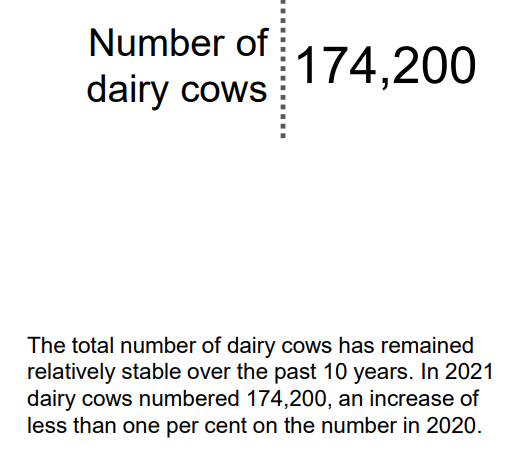 Number of
dairy cows
174,200
The total number of dairy cows has remained
relatively stable over the past 10 years. In 2021
dairy cows numbered 174,200, an increase of
less than one per cent on the number in 2020.